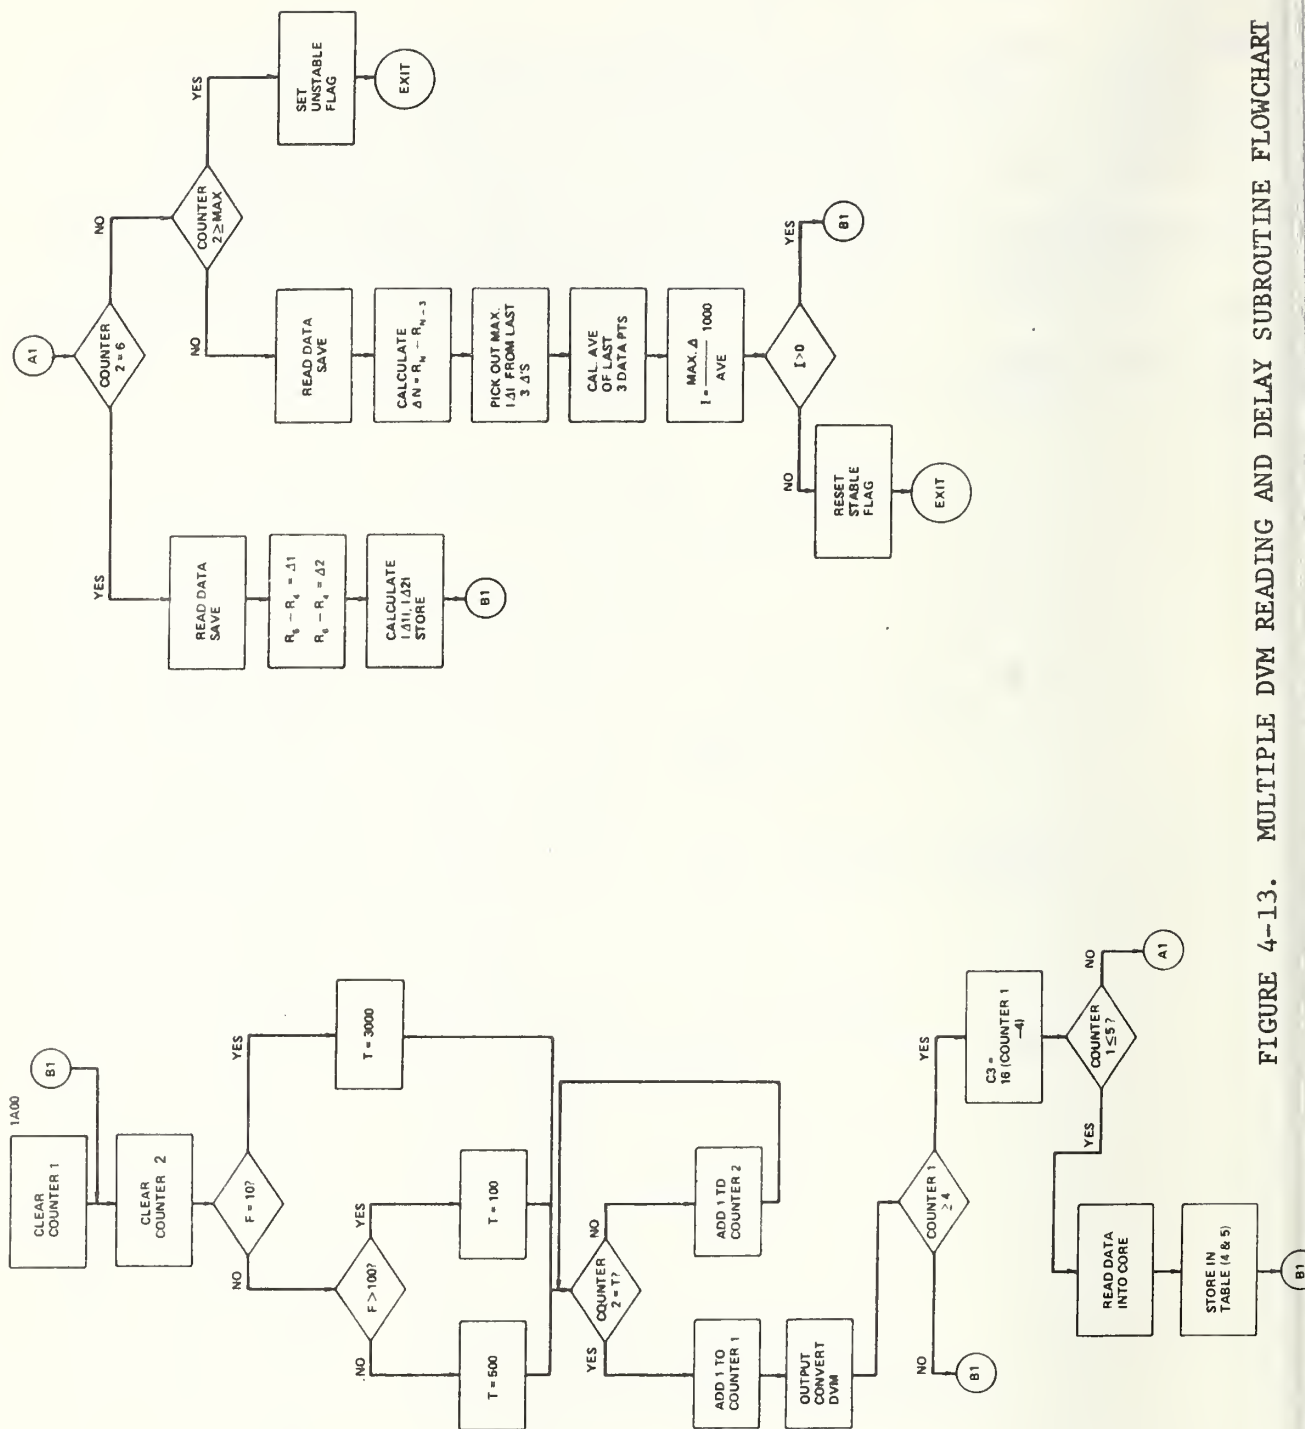 1A00
CLEAR
COUNTER 1
B1
CLEAR
COUNTER 2
F = 10?
NO
YES
F > 100?
T = 3000
NO
YES
T = 500
T = 100
COUNTER
2 = T?
YES
NO
ADD 1 TO
COUNTER 1
ADD 1 TO
COUNTER 2
OUTPUT
CONVERT
DVM
COUNTER 1
≥ 4
NO
YES
B1
C3 =
16 (COUNTER 1
–4)
COUNTER
1 ≤ 5 ?
YES
NO
READ DATA
INTO CORE
A1
STORE IN
TABLE (4 & 5)
B1
A1
COUNTER
2 = 6
YES
NO
READ DATA
SAVE
R₅ – R₄ = Δ1
R₆ – R₄ = Δ2
CALCULATE
IΔ1I, IΔ2I
STORE
B1
COUNTER
2 ≥ MAX
NO
YES
SET
UNSTABLE
FLAG
EXIT
READ DATA
SAVE
CALCULATE
Δ N = Rₙ – Rₙ₋₃
PICK OUT MAX.
IΔI FROM LAST
3 Δ'S
CAL. AVE
OF LAST
3 DATA PTS
MAX. Δ
I = ——— 1000
AVE
I > 0
NO
YES
RESET
STABLE
FLAG
B1
EXIT
FIGURE 4-13. MULTIPLE DVM READING AND DELAY SUBROUTINE FLOWCHART